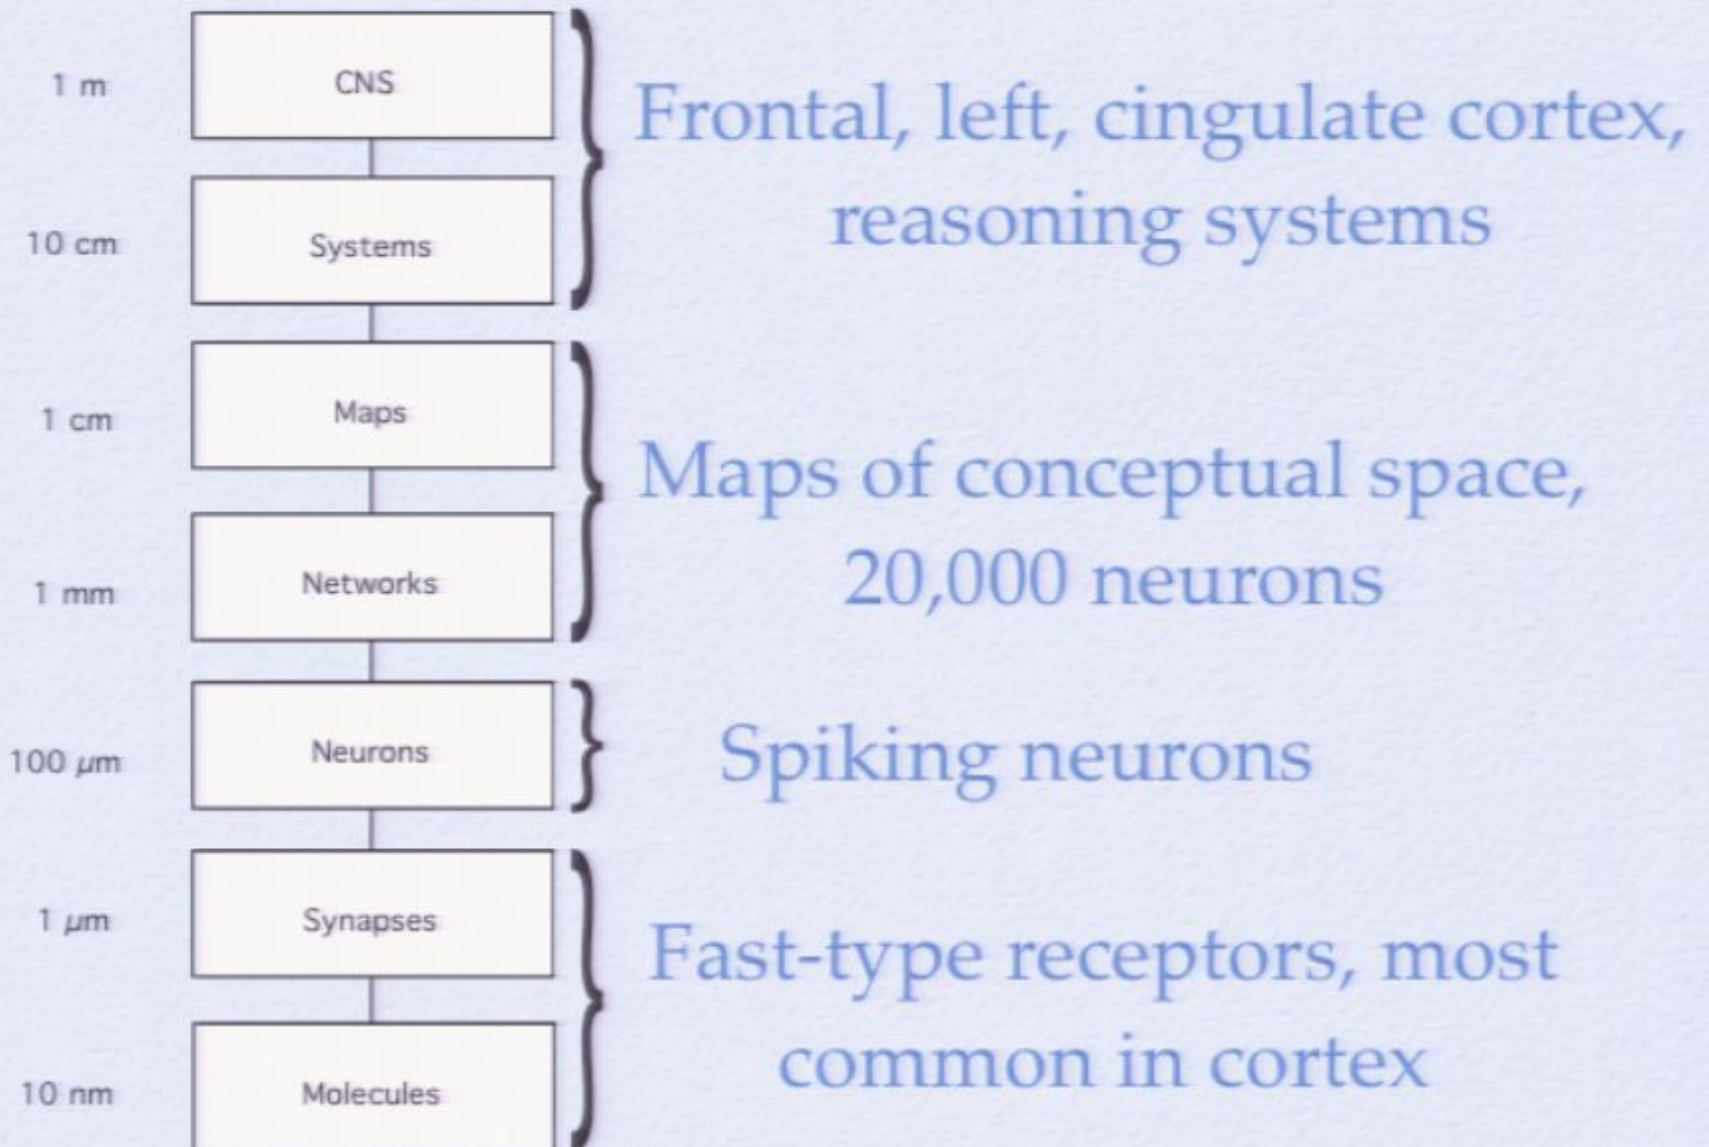 1 m
CNS
Frontal, left, cingulate cortex,
reasoning systems
10 cm
Systems
1 cm
Maps
Maps of conceptual space,
20,000 neurons
1 mm
Networks
100 μm
Neurons
Spiking neurons
1 μm
Synapses
Fast-type receptors, most
common in cortex
10 nm
Molecules